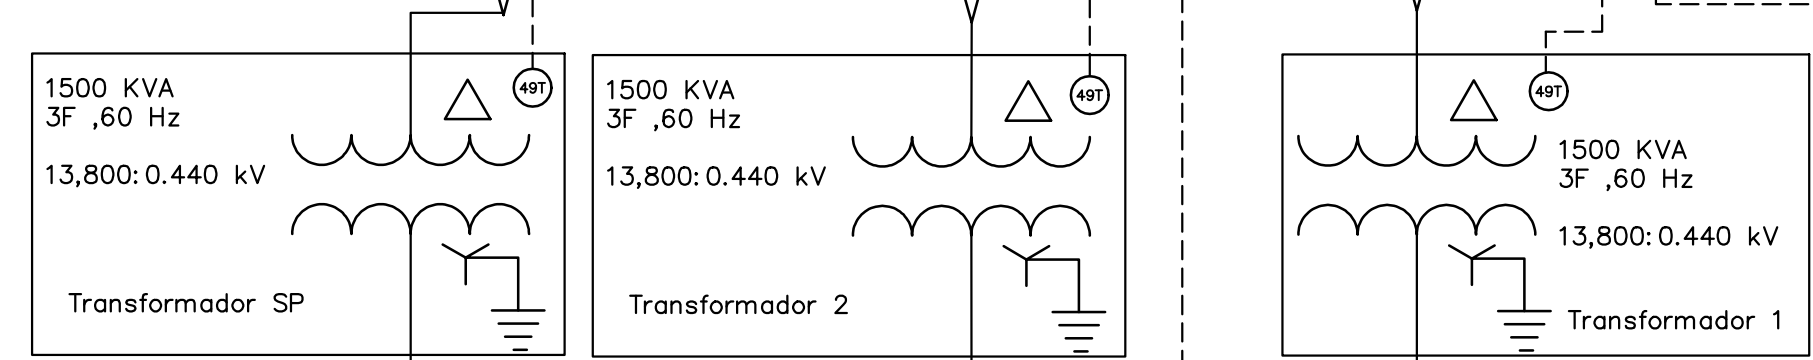 1500 KVA
3F ,60 Hz
13,800:0.440 kV
49T
Transformador SP
1500 KVA
3F ,60 Hz
13,800:0.440 kV
49T
Transformador 2
49T
1500 KVA
3F ,60 Hz
13,800:0.440 kV
Transformador 1